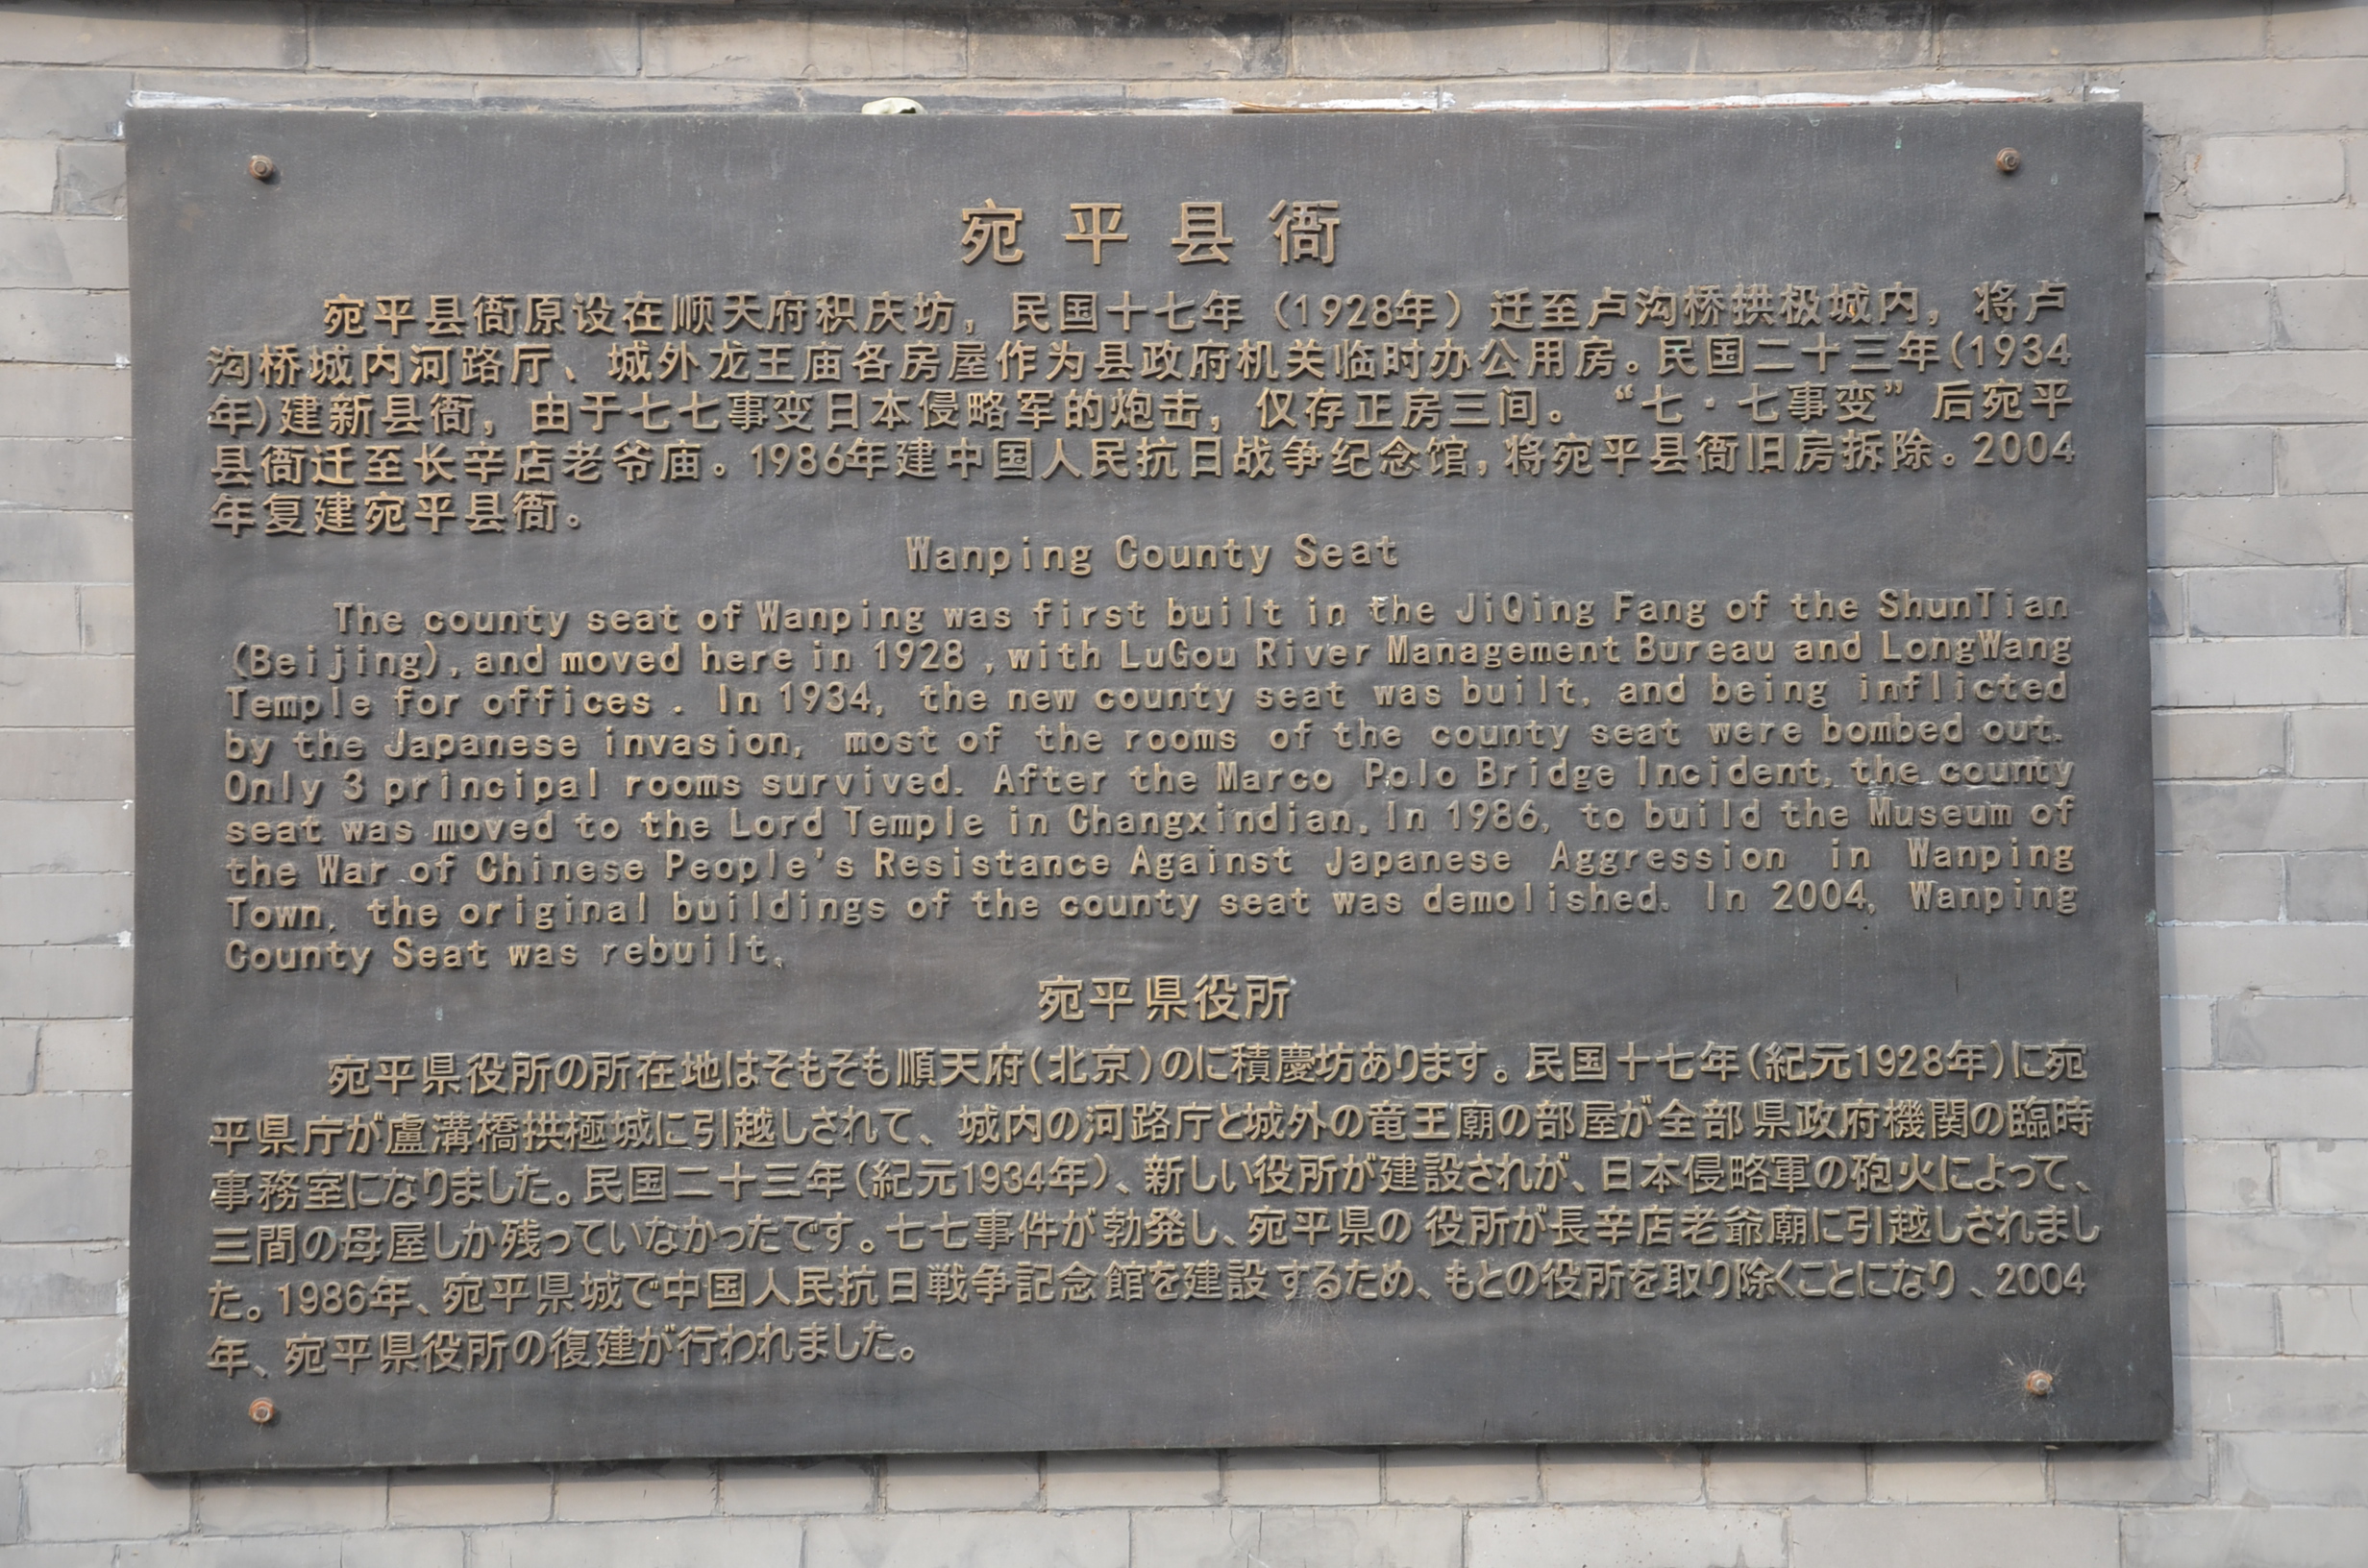 宛平县衙
宛平县衙原设在顺天府积庆坊，民国十七年（1928年）迁至卢沟桥拱极城内，将卢
沟桥城内河路厅、城外龙王庙各房屋作为县政府机关临时办公用房。民国二十三年(1934
年)建新县衙，由于七七事变日本侵略军的炮击，仅存正房三间。“七·七事变”后宛平
县衙迁至长辛店老爷庙。1986年建中国人民抗日战争纪念馆，将宛平县衙旧房拆除。2004
年复建宛平县衙。
Wanping County Seat
The county seat of Wanping was first built in the JiQing Fang of the ShunTian
(Beijing), and moved here in 1928 , with LuGou River Management Bureau and LongWang
Temple for offices . In 1934, the new county seat was built, and being inflicted
by the Japanese invasion, most of the rooms of the county seat were bombed out.
Only 3 principal rooms survived. After the Marco Polo Bridge Incident, the county
seat was moved to the Lord Temple in Changxindian. In 1986, to build the Museum of
the War of Chinese People's Resistance Against Japanese Aggression in Wanping
Town, the original buildings of the county seat was demolished. In 2004, Wanping
County Seat was rebuilt.
宛平県役所
宛平県役所の所在地はそもそも順天府(北京)のに積慶坊あります。民国十七年(紀元1928年)に宛
平県庁が盧溝橋拱極城に引越しされて、城内の河路庁と城外の竜王廟の部屋が全部県政府機関の臨時
事務室になりました。民国二十三年(紀元1934年)、新しい役所が建設されが、日本侵略軍の砲火によって、
三間の母屋しか残っていなかったです。七七事件が勃発し、宛平県の役所が長辛店老爺廟に引越しされまし
た。1986年、宛平県城で中国人民抗日戦争記念館を建設するため、もとの役所を取り除くことになり、2004
年、宛平県役所の復建が行われました。